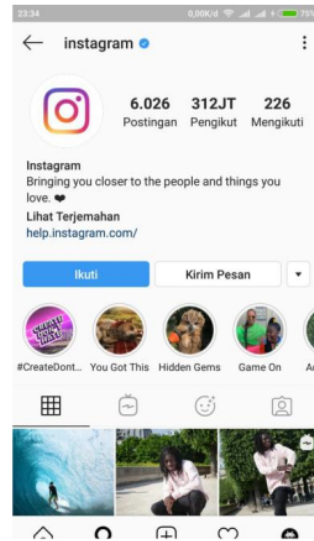 23:34 0,00K/d 75%
instagram
6.026 312JT 226
Postingan Pengikut Mengikuti
Instagram
Bringing you closer to the people and things you
love. ❤
Lihat Terjemahan
help.instagram.com/
Ikuti Kirim Pesan
#CreateDont... You Got This Hidden Gems Game On